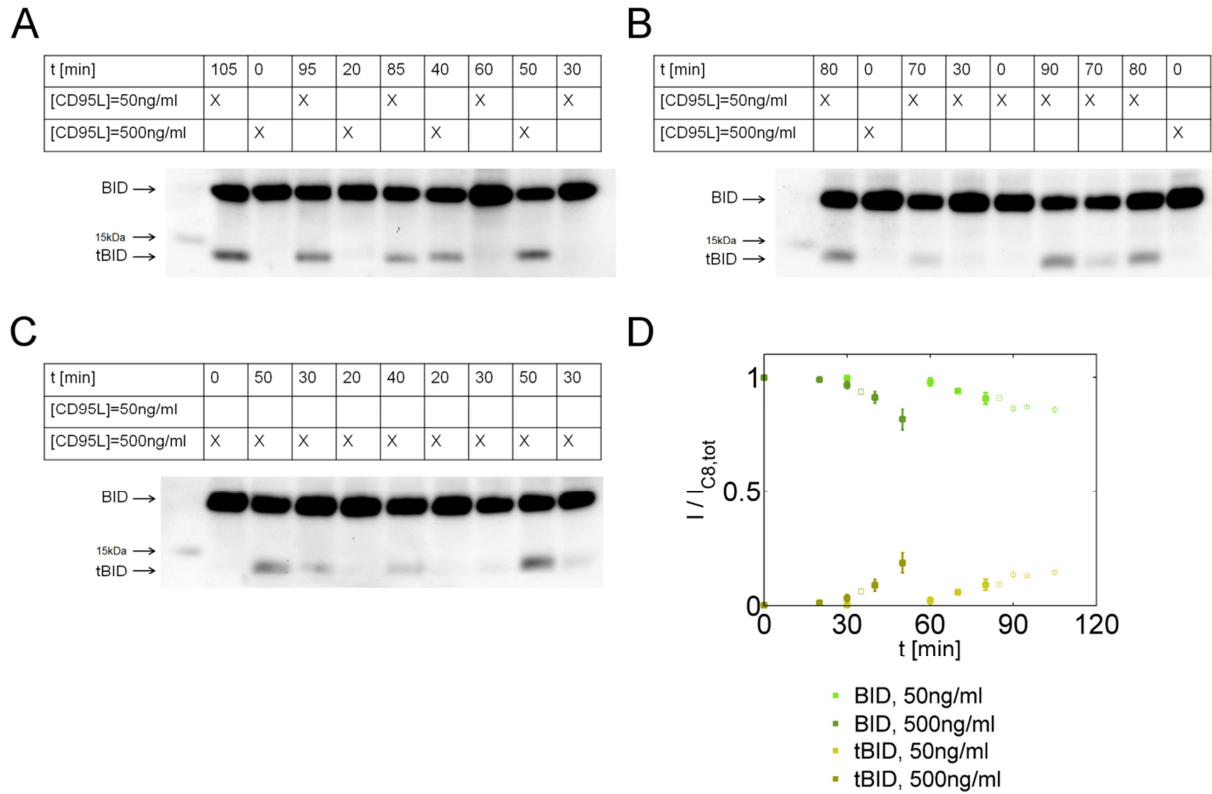 A
t [min] 105 0 95 20 85 40 60 50 30
[CD95L]=50ng/ml X X X X X
[CD95L]=500ng/ml X X X X
BID →
15kDa →
tBID →
B
t [min] 80 0 70 30 0 90 70 80 0
[CD95L]=50ng/ml X X X X X X X
[CD95L]=500ng/ml X X
BID →
15kDa →
tBID →
C
t [min] 0 50 30 20 40 20 30 50 30
[CD95L]=50ng/ml
[CD95L]=500ng/ml X X X X X X X X X
BID →
15kDa →
tBID →
D
1
0.5
0
I / I C8,tot
0 30 60 90 120
t [min]
BID, 50ng/ml
BID, 500ng/ml
tBID, 50ng/ml
tBID, 500ng/ml